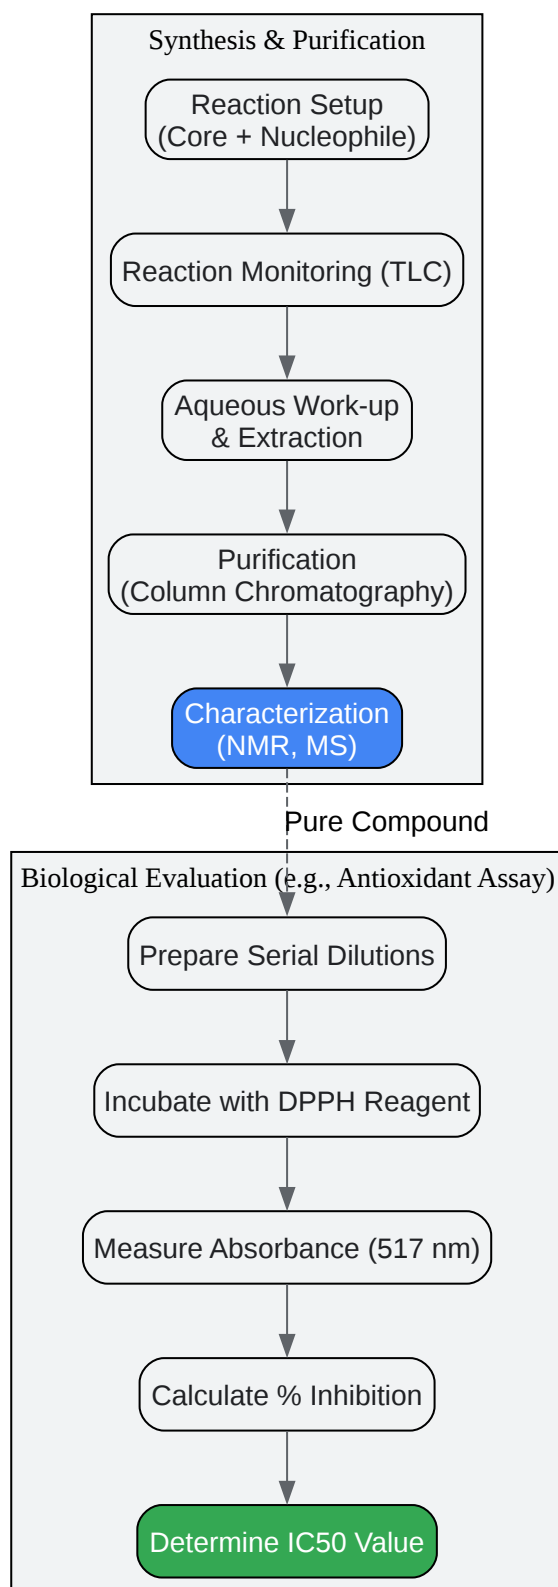 Synthesis & Purification
Reaction Setup
(Core + Nucleophile)
Reaction Monitoring (TLC)
Aqueous Work-up
& Extraction
Purification
(Column Chromatography)
Characterization
(NMR, MS)
Pure Compound
Biological Evaluation (e.g., Antioxidant Assay)
Prepare Serial Dilutions
Incubate with DPPH Reagent
Measure Absorbance (517 nm)
Calculate % Inhibition
Determine IC50 Value